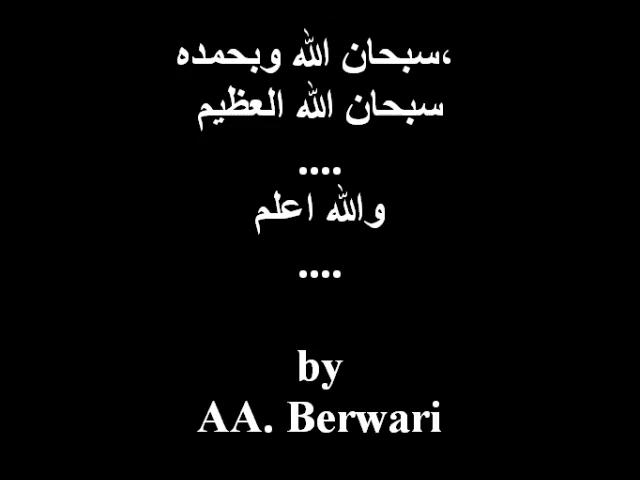 سبحان الله وبحمده،
سبحان الله العظيم
....
والله اعلم
....
by
AA. Berwari